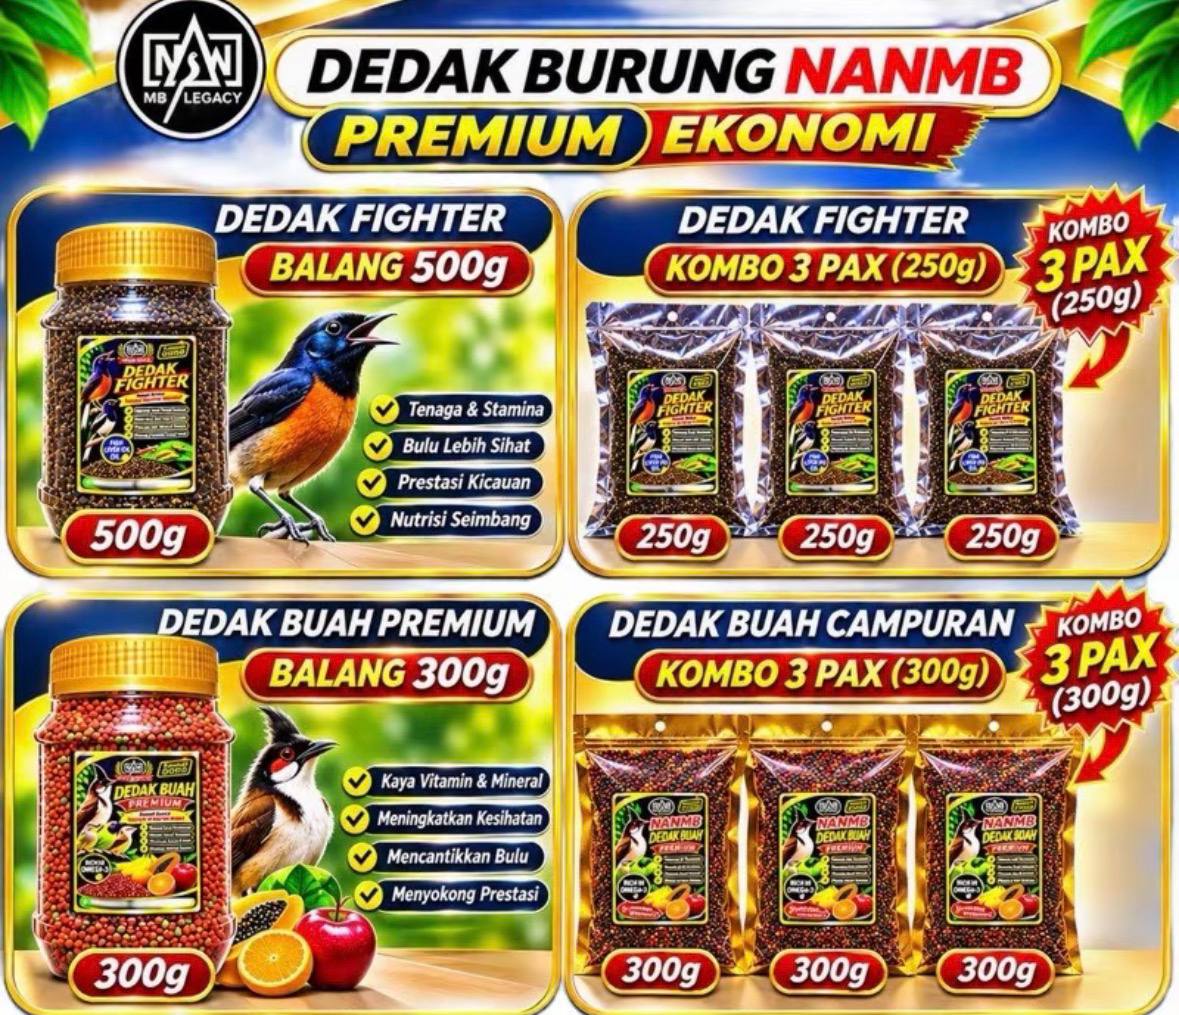 NSW
MB LEGACY
DEDAK BURUNG NANMB
PREMIUM EKONOMI
DEDAK FIGHTER
BALANG 500g
DEDAK
FIGHTER
Tenaga & Stamina
Bulu Lebih Sihat
Prestasi Kicauan
Nutrisi Seimbang
500g
DEDAK FIGHTER
KOMBO 3 PAX (250g)
KOMBO
3 PAX
(250g)
DEDAK
FIGHTER
DEDAK
FIGHTER
DEDAK
FIGHTER
250g
250g
250g
DEDAK BUAH PREMIUM
BALANG 300g
DEDAK BUAH
PREMIUM
Kaya Vitamin & Mineral
Meningkatkan Kesihatan
Mencantikkan Bulu
Menyokong Prestasi
300g
DEDAK BUAH CAMPURAN
KOMBO 3 PAX (300g)
KOMBO
3 PAX
(300g)
NANMB
DEDAK BUAH
PREMIUM
NANMB
DEDAK BUAH
PREMIUM
NANMB
DEDAK BUAH
PREMIUM
300g
300g
300g